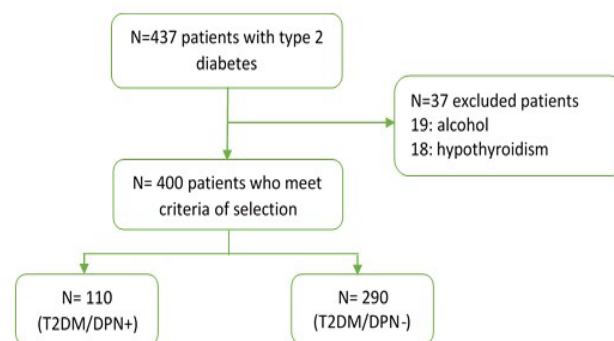 N=437 patients with type 2
diabetes
N=37 excluded patients
19: alcohol
18: hypothyroidism
N= 400 patients who meet
criteria of selection
N= 110
(T2DM/DPN+)
N= 290
(T2DM/DPN-)